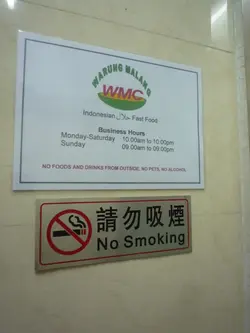 WARUNG MALANG
WMC
Indonesian حلال Fast Food
Business Hours
Monday-Saturday 10.00am to 10.00pm
Sunday 09.00am to 09.00pm
NO FOODS AND DRINKS FROM OUTSIDE, NO PETS, NO ALCOHOL
請勿吸煙
No Smoking